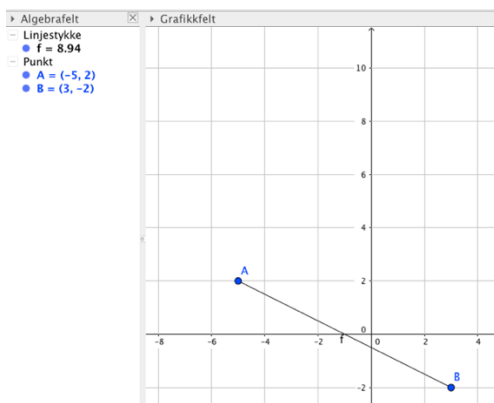 Algebrafelt
Linjestykke
f = 8.94
Punkt
A = (-5, 2)
B = (3, -2)
Grafikkfelt
10
8
6
4
2
0
-2
-8 -6 -4 -2 0 2 4
A
f
B